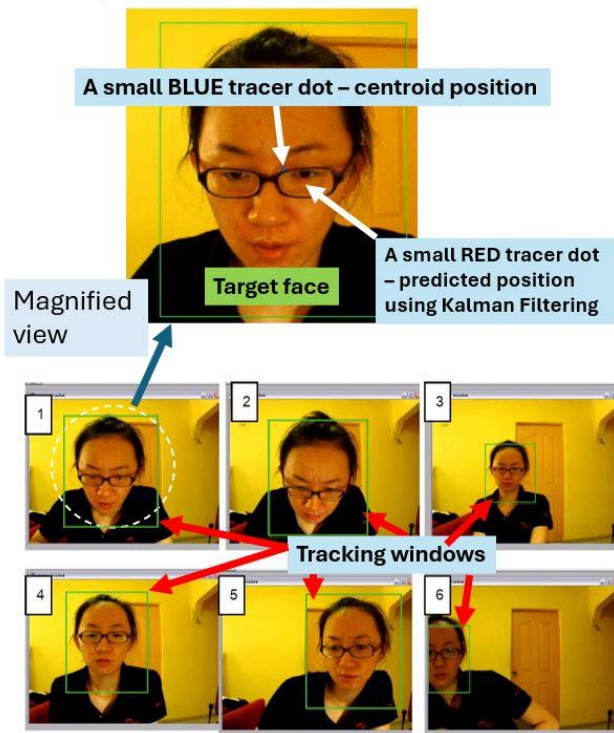 A small BLUE tracer dot – centroid position
A small RED tracer dot
– predicted position
using Kalman Filtering
Target face
Magnified
view
1
2
3
Tracking windows
4
5
6